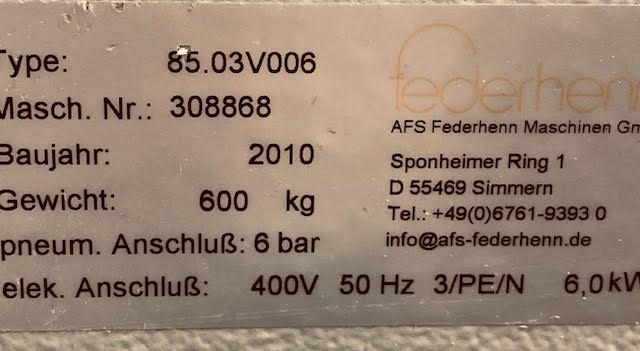 Type: 85.03V006
Masch. Nr.: 308868
Baujahr: 2010
Gewicht: 600 kg
pneum. Anschluß: 6 bar
elek. Anschluß: 400V 50 Hz 3/PE/N 6,0kW
federhenn
AFS Federhenn Maschinen Gm
Sponheimer Ring 1
D 55469 Simmern
Tel.: +49(0)6761-9393 0
info@afs-federhenn.de